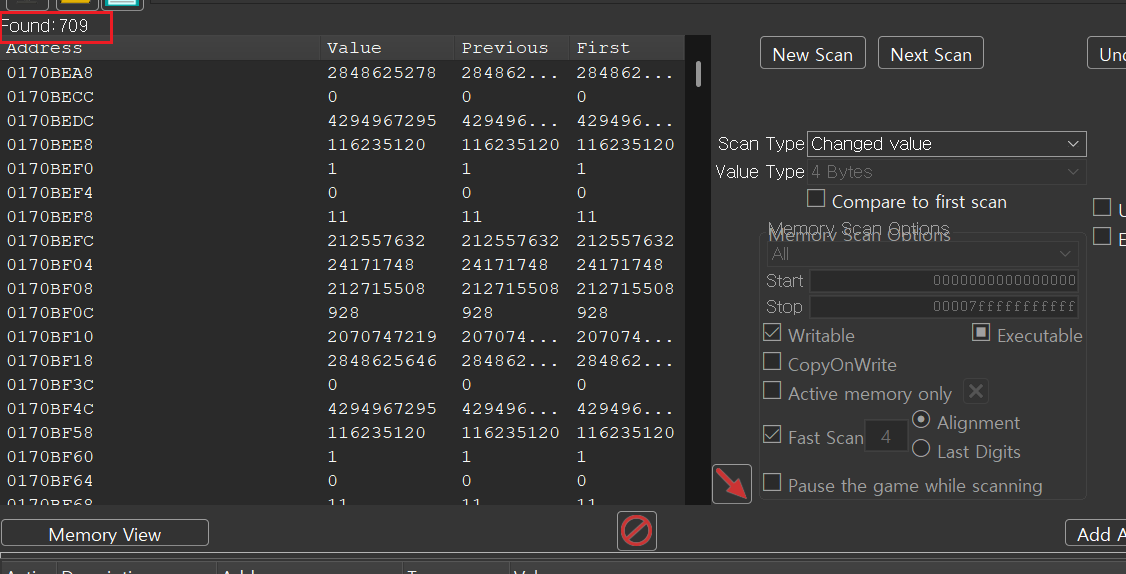 Found:709
Address Value Previous First
0170BEA8 2848625278 284862... 284862...
0170BECC 0 0 0
0170BEDC 4294967295 429496... 429496...
0170BEE8 116235120 116235120 116235120
0170BEF0 1 1 1
0170BEF4 0 0 0
0170BEF8 11 11 11
0170BEFC 212557632 212557632 212557632
0170BF04 24171748 24171748 24171748
0170BF08 212715508 212715508 212715508
0170BF0C 928 928 928
0170BF10 2070747219 207074... 207074...
0170BF18 2848625646 284862... 284862...
0170BF3C 0 0 0
0170BF4C 4294967295 429496... 429496...
0170BF58 116235120 116235120 116235120
0170BF60 1 1 1
0170BF64 0 0 0
0170BF68 11 11 11
New Scan Next Scan
Scan Type Changed value
Value Type 4 Bytes
Compare to first scan
Memory Scan Options
Memory Scan Options
All
Start 0000000000000000
Stop 00007fffffffffff
Writable Executable
CopyOnWrite
Active memory only
Fast Scan 4 Alignment
Last Digits
Pause the game while scanning
Memory View Add A